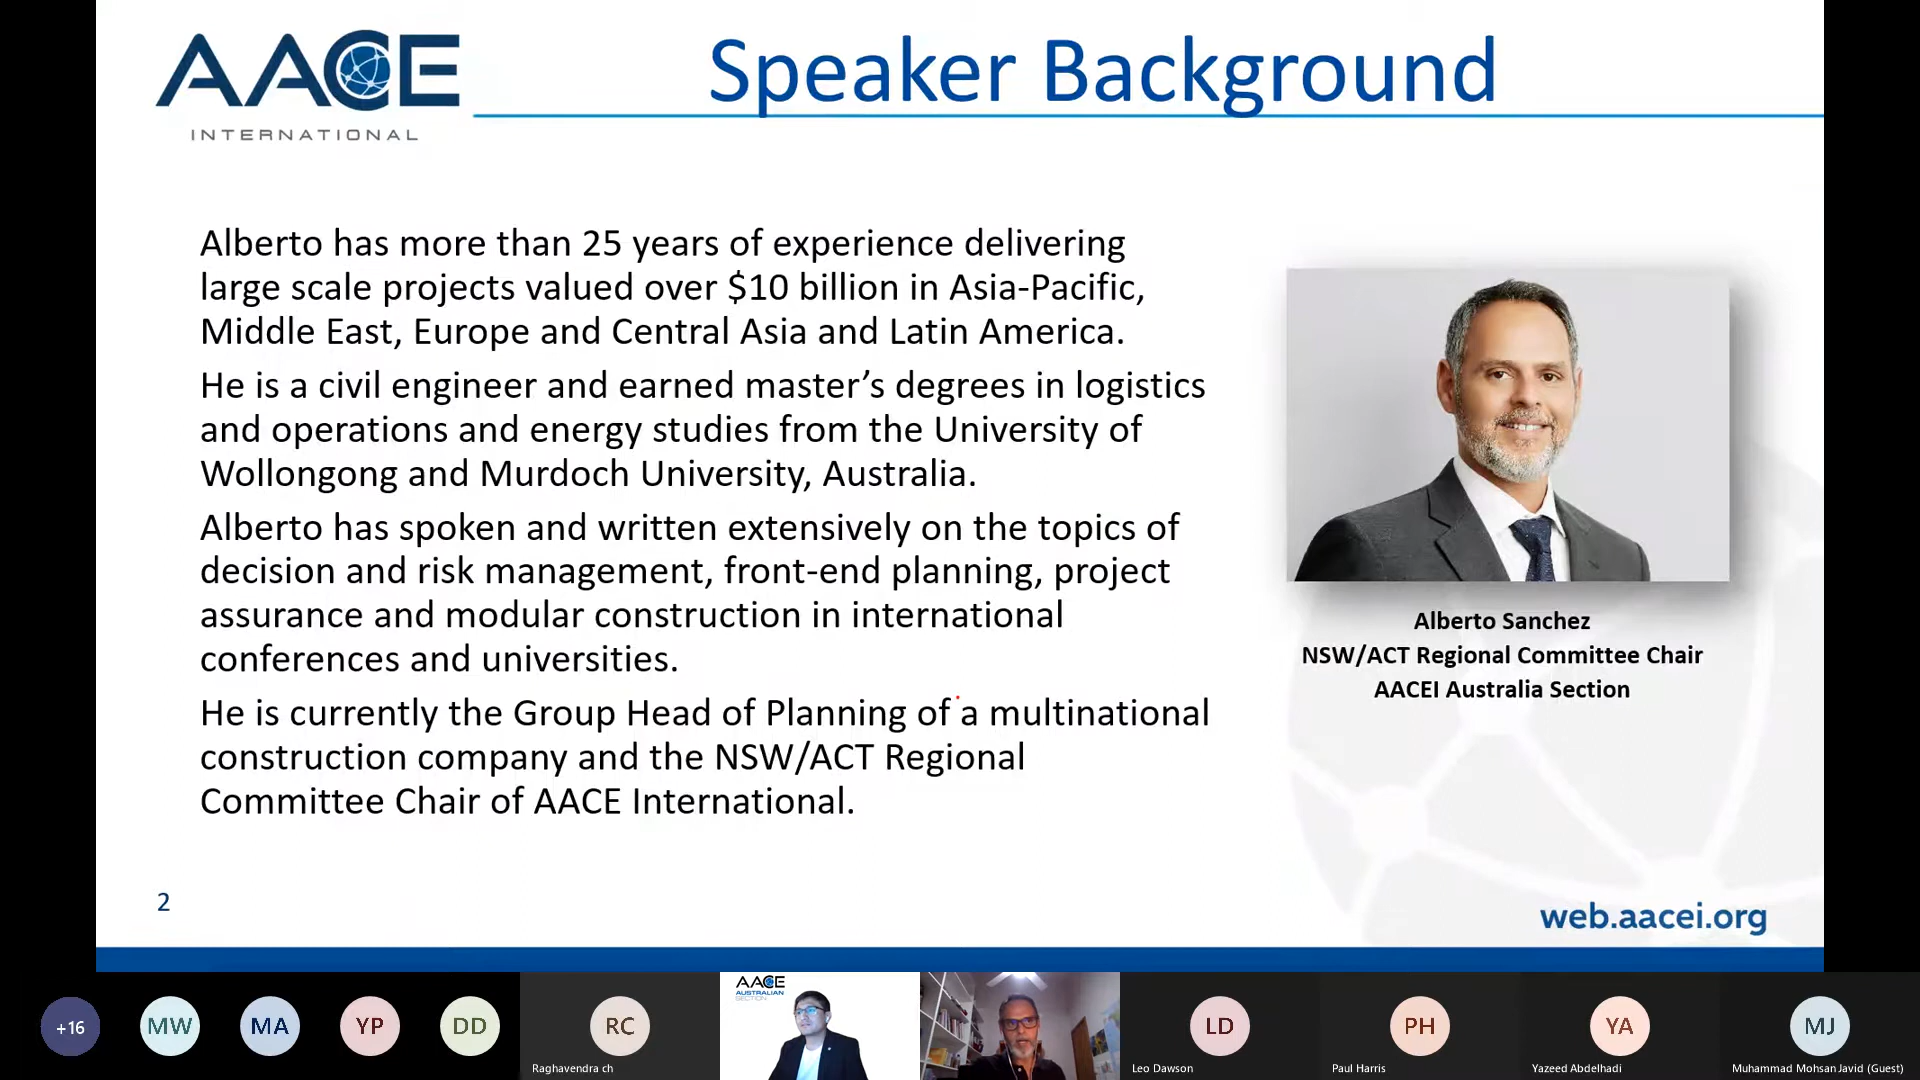 AACE
INTERNATIONAL
Speaker Background
Alberto has more than 25 years of experience delivering
large scale projects valued over $10 billion in Asia-Pacific,
Middle East, Europe and Central Asia and Latin America.
He is a civil engineer and earned master’s degrees in logistics
and operations and energy studies from the University of
Wollongong and Murdoch University, Australia.
Alberto has spoken and written extensively on the topics of
decision and risk management, front-end planning, project
assurance and modular construction in international
conferences and universities.
He is currently the Group Head of Planning of a multinational
construction company and the NSW/ACT Regional
Committee Chair of AACE International.
Alberto Sanchez
NSW/ACT Regional Committee Chair
AACEI Australia Section
2
web.aacei.org
+16
MW
MA
YP
DD
RC
Raghavendra ch
AACE
AUSTRALIAN
SECTION
LD
Leo Dawson
PH
Paul Harris
YA
Yazeed Abdelhadi
MJ
Muhammad Mohsan Javid (Guest)